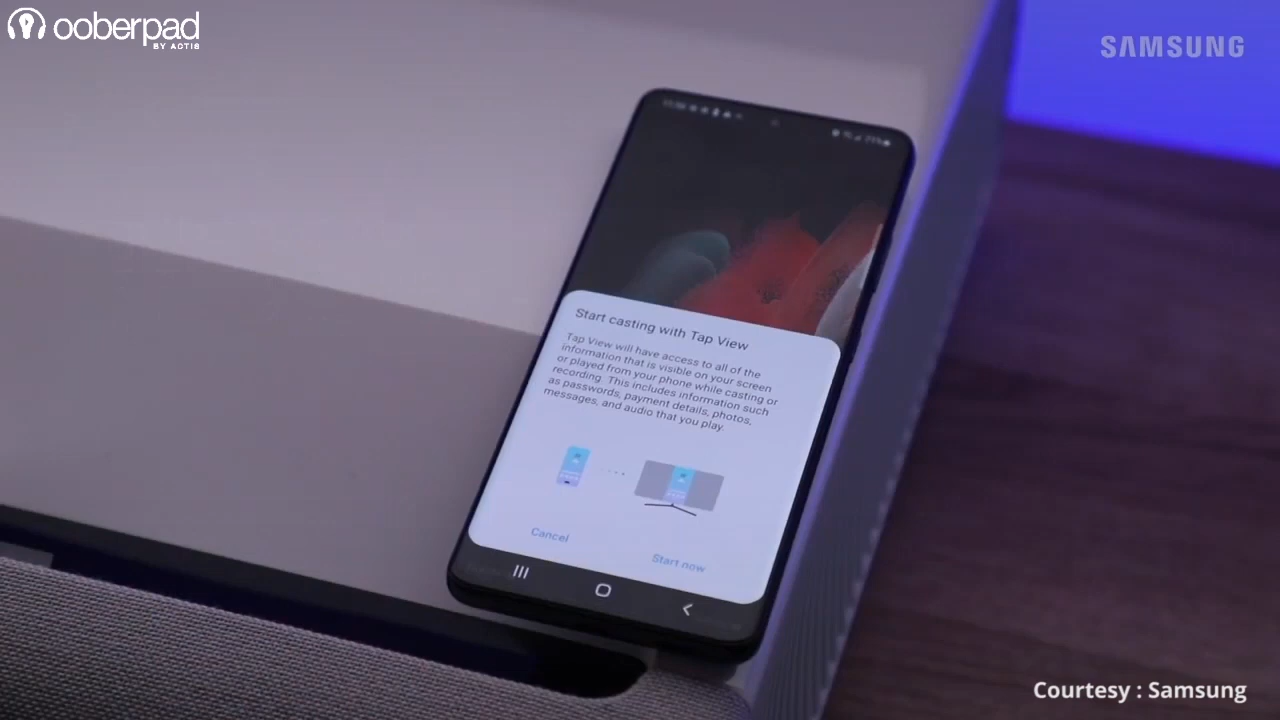 ooberpad
BY ACTIS
SAMSUNG
Start casting with Tap View
Tap View will have access to all of the
information that is visible on your screen
or played from your phone while casting or
recording. This includes information such
as passwords, payment details, photos,
messages, and audio that you play.
Cancel
Start now
Courtesy : Samsung